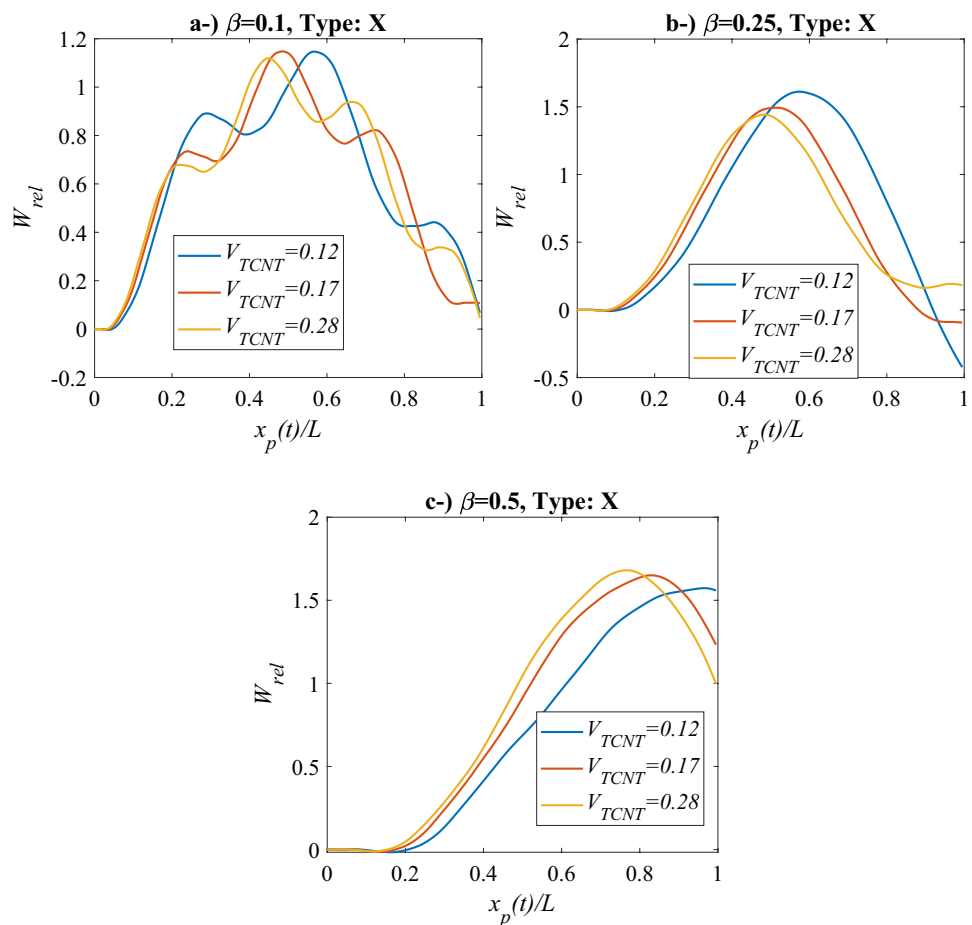 a-) β=0.1, Type: X
1.2
1
0.8
0.6
0.4
0.2
0
-0.2
W_rel
V_TCNT=0.12
V_TCNT=0.17
V_TCNT=0.28
0 0.2 0.4 0.6 0.8 1
x_p(t)/L
b-) β=0.25, Type: X
2
1.5
1
0.5
0
-0.5
W_rel
V_TCNT=0.12
V_TCNT=0.17
V_TCNT=0.28
0 0.2 0.4 0.6 0.8 1
x_p(t)/L
c-) β=0.5, Type: X
2
1.5
1
0.5
0
W_rel
V_TCNT=0.12
V_TCNT=0.17
V_TCNT=0.28
0 0.2 0.4 0.6 0.8 1
x_p(t)/L